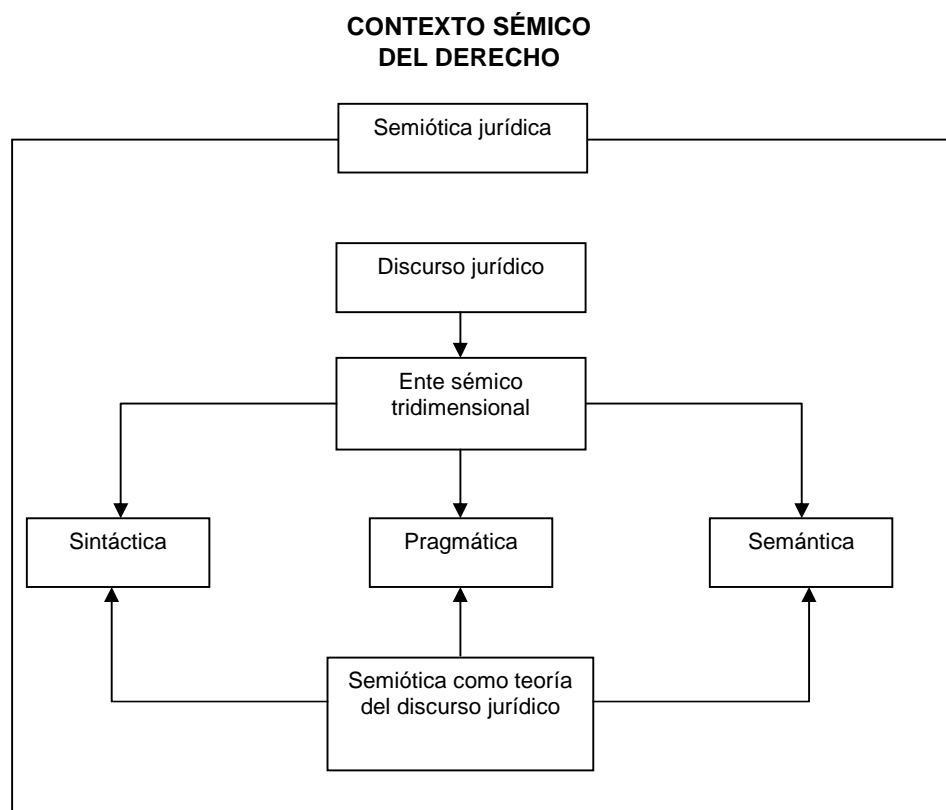 CONTEXTO SÉMICO
DEL DERECHO
Semiótica jurídica
Discurso jurídico
Ente sémico
tridimensional
Sintáctica
Pragmática
Semántica
Semiótica como teoría
del discurso jurídico